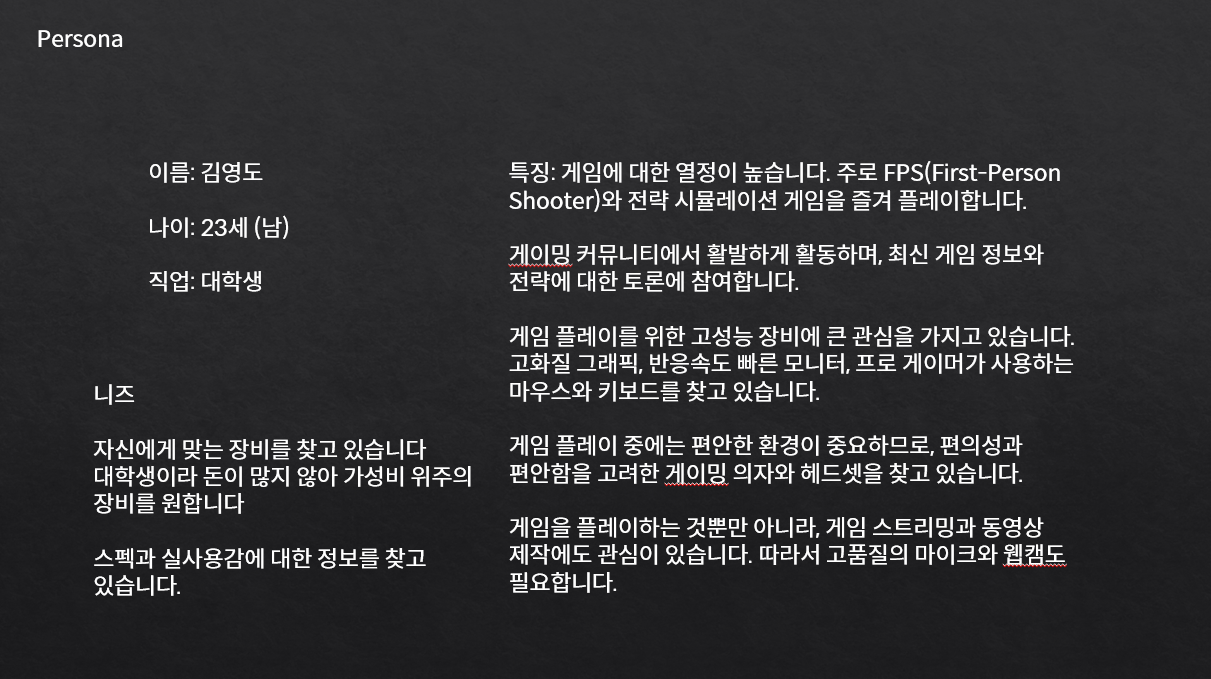 Persona
이름: 김영도
나이: 23세 (남)
직업: 대학생
니즈
자신에게 맞는 장비를 찾고 있습니다
대학생이라 돈이 많지 않아 가성비 위주의
장비를 원합니다
스펙과 실사용감에 대한 정보를 찾고
있습니다.
특징: 게임에 대한 열정이 높습니다. 주로 FPS(First-Person
Shooter)와 전략 시뮬레이션 게임을 즐겨 플레이합니다.
게이밍 커뮤니티에서 활발하게 활동하며, 최신 게임 정보와
전략에 대한 토론에 참여합니다.
게임 플레이를 위한 고성능 장비에 큰 관심을 가지고 있습니다.
고화질 그래픽, 반응속도 빠른 모니터, 프로 게이머가 사용하는
마우스와 키보드를 찾고 있습니다.
게임 플레이 중에는 편안한 환경이 중요하므로, 편의성과
편안함을 고려한 게이밍 의자와 헤드셋을 찾고 있습니다.
게임을 플레이하는 것뿐만 아니라, 게임 스트리밍과 동영상
제작에도 관심이 있습니다. 따라서 고품질의 마이크와 웹캠도
필요합니다.